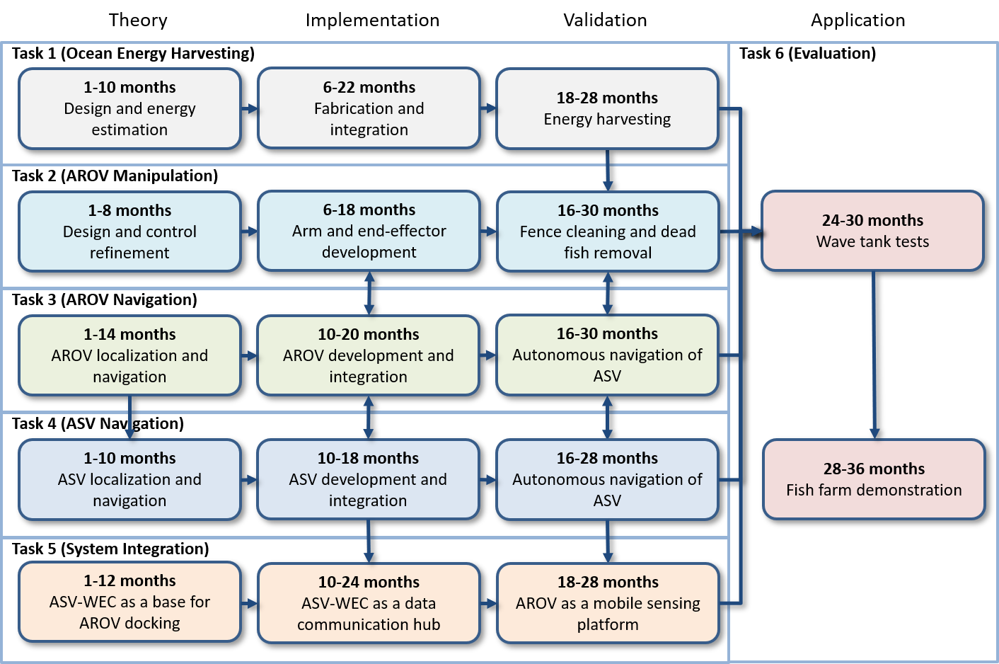 Theory
Implementation
Validation
Application
Task 1 (Ocean Energy Harvesting)
1-10 months
Design and energy
estimation
6-22 months
Fabrication and
integration
18-28 months
Energy harvesting
Task 2 (AROV Manipulation)
1-8 months
Design and control
refinement
6-18 months
Arm and end-effector
development
16-30 months
Fence cleaning and dead
fish removal
Task 3 (AROV Navigation)
1-14 months
AROV localization and
navigation
10-20 months
AROV development and
integration
16-30 months
Autonomous navigation of
ASV
Task 4 (ASV Navigation)
1-10 months
ASV localization and
navigation
10-18 months
ASV development and
integration
16-28 months
Autonomous navigation of
ASV
Task 5 (System Integration)
1-12 months
ASV-WEC as a base for
AROV docking
10-24 months
ASV-WEC as a data
communication hub
18-28 months
AROV as a mobile sensing
platform
Task 6 (Evaluation)
24-30 months
Wave tank tests
28-36 months
Fish farm demonstration